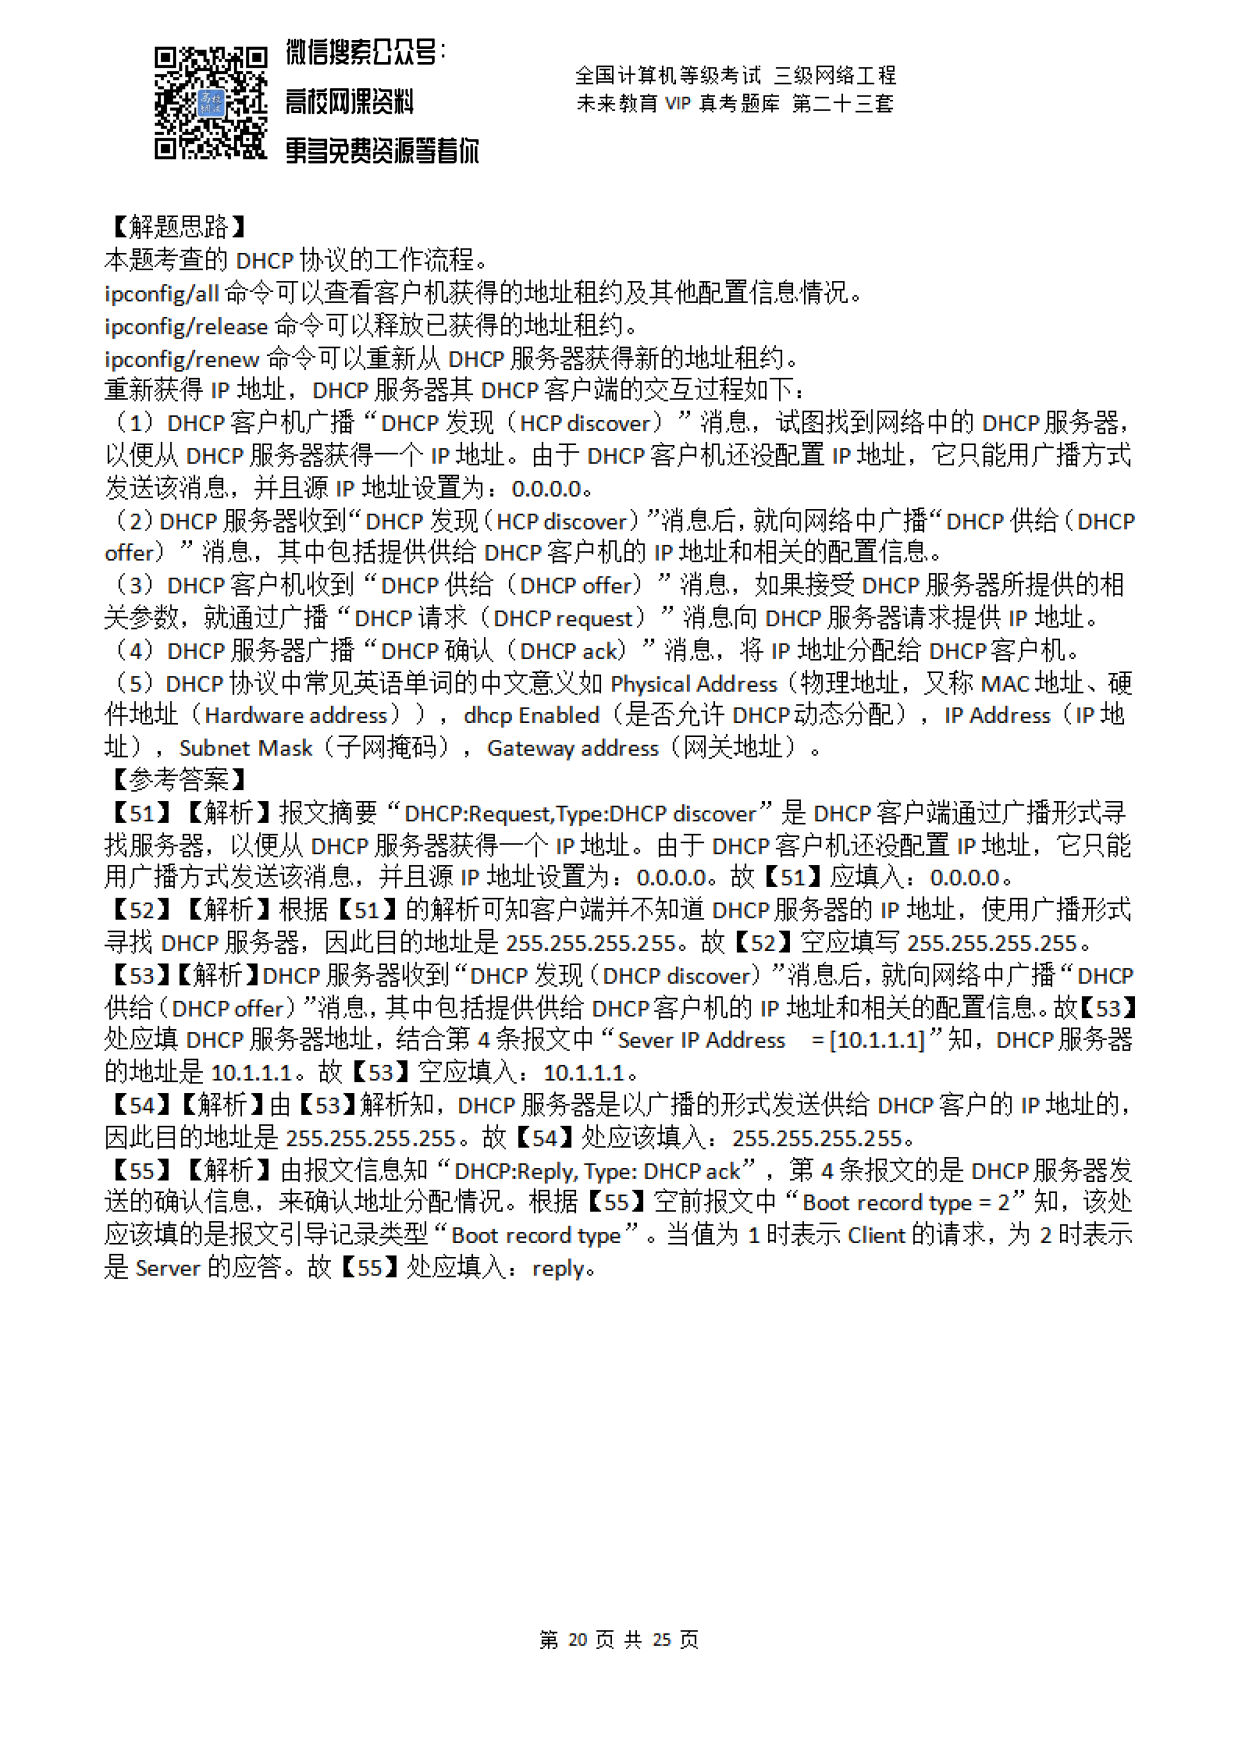 微信搜索公众号：
高校网课资料
更多免费资源等着你
全国计算机等级考试 三级网络工程
未来教育 VIP 真考题库 第二十三套
高校
网课
【解题思路】
本题考查的 DHCP 协议的工作流程。
ipconfig/all 命令可以查看客户机获得的地址租约及其他配置信息情况。
ipconfig/release 命令可以释放已获得的地址租约。
ipconfig/renew 命令可以重新从 DHCP 服务器获得新的地址租约。
重新获得 IP 地址，DHCP 服务器其 DHCP 客户端的交互过程如下：
（1）DHCP 客户机广播“DHCP 发现（HCP discover）”消息，试图找到网络中的 DHCP 服务器，
以便从 DHCP 服务器获得一个 IP 地址。由于 DHCP 客户机还没配置 IP 地址，它只能用广播方式
发送该消息，并且源 IP 地址设置为：0.0.0.0。
（2）DHCP 服务器收到“DHCP 发现（HCP discover）”消息后，就向网络中广播“DHCP 供给（DHCP
offer）”消息，其中包括提供供给 DHCP 客户机的 IP 地址和相关的配置信息。
（3）DHCP 客户机收到“DHCP 供给（DHCP offer）”消息，如果接受 DHCP 服务器所提供的相
关参数，就通过广播“DHCP 请求（DHCP request）”消息向 DHCP 服务器请求提供 IP 地址。
（4）DHCP 服务器广播“DHCP 确认（DHCP ack）”消息，将 IP 地址分配给 DHCP 客户机。
（5）DHCP 协议中常见英语单词的中文意义如 Physical Address（物理地址，又称 MAC 地址、硬
件地址（Hardware address）），dhcp Enabled（是否允许 DHCP 动态分配），IP Address（IP 地
址），Subnet Mask（子网掩码），Gateway address（网关地址）。
【参考答案】
【51】【解析】报文摘要“DHCP:Request,Type:DHCP discover”是 DHCP 客户端通过广播形式寻
找服务器，以便从 DHCP 服务器获得一个 IP 地址。由于 DHCP 客户机还没配置 IP 地址，它只能
用广播方式发送该消息，并且源 IP 地址设置为：0.0.0.0。故【51】应填入：0.0.0.0。
【52】【解析】根据【51】的解析可知客户端并不知道 DHCP 服务器的 IP 地址，使用广播形式
寻找 DHCP 服务器，因此目的地址是 255.255.255.255。故【52】空应填写 255.255.255.255。
【53】【解析】DHCP 服务器收到“DHCP 发现（DHCP discover）”消息后，就向网络中广播“DHCP
供给（DHCP offer）”消息，其中包括提供供给 DHCP 客户机的 IP 地址和相关的配置信息。故【53】
处应填 DHCP 服务器地址，结合第 4 条报文中“Sever IP Address = [10.1.1.1]”知，DHCP 服务器
的地址是 10.1.1.1。故【53】空应填入：10.1.1.1。
【54】【解析】由【53】解析知，DHCP 服务器是以广播的形式发送供给 DHCP 客户的 IP 地址的，
因此目的地址是 255.255.255.255。故【54】处应该填入：255.255.255.255。
【55】【解析】由报文信息知“DHCP:Reply, Type: DHCP ack”，第 4 条报文的是 DHCP 服务器发
送的确认信息，来确认地址分配情况。根据【55】空前报文中“Boot record type = 2”知，该处
应该填的是报文引导记录类型“Boot record type”。当值为 1 时表示 Client 的请求，为 2 时表示
是 Server 的应答。故【55】处应填入：reply。
第 20 页 共 25 页